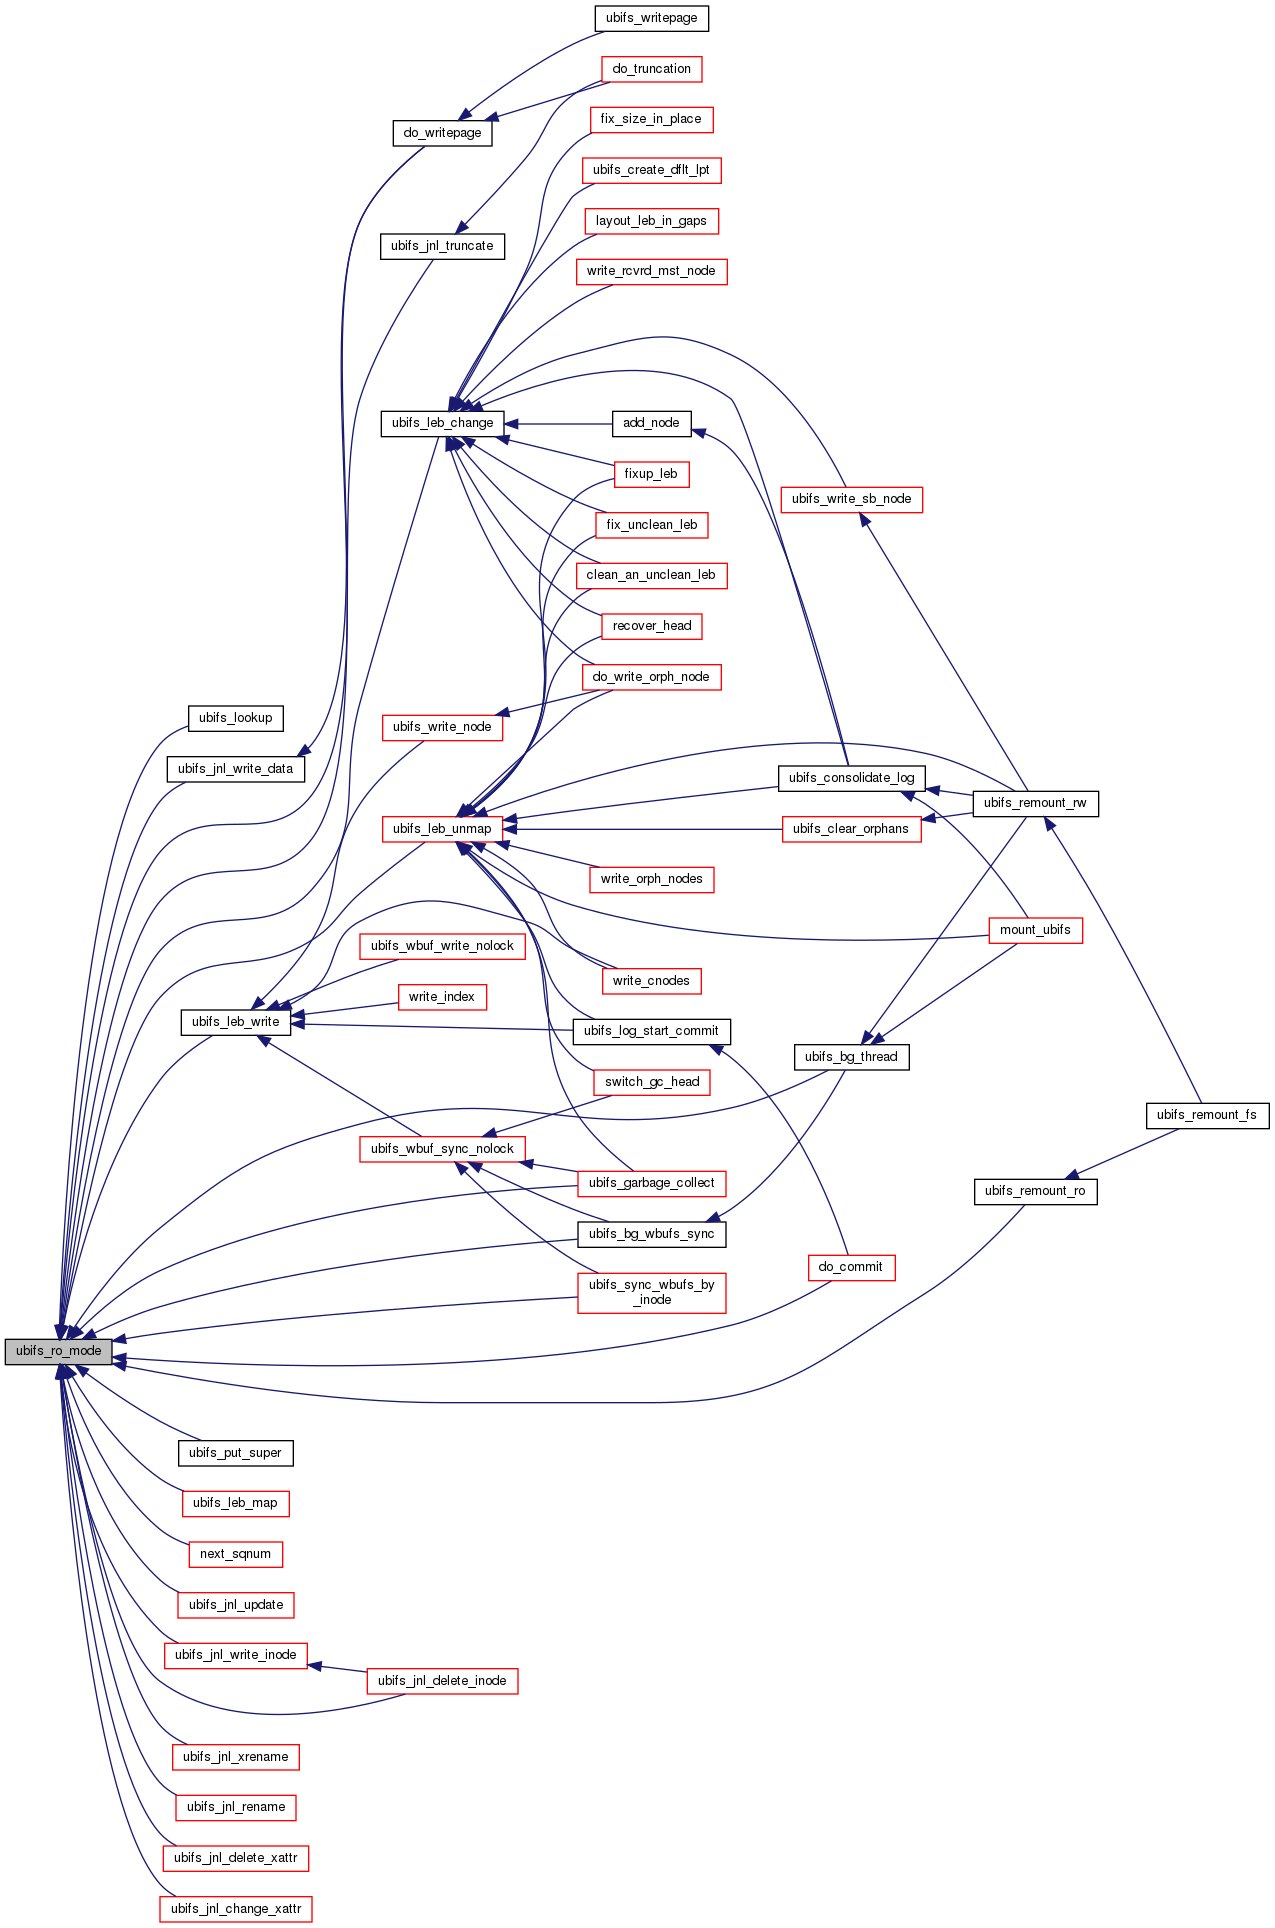 ubifs_writepage
do_truncation
fix_size_in_place
do_writepage
ubifs_create_dflt_lpt
layout_leb_in_gaps
ubifs_jnl_truncate
write_rcvrd_mst_node
ubifs_leb_change
add_node
fixup_leb
ubifs_write_sb_node
fix_unclean_leb
clean_an_unclean_leb
recover_head
do_write_orph_node
ubifs_lookup
ubifs_write_node
ubifs_jnl_write_data
ubifs_consolidate_log
ubifs_remount_rw
ubifs_leb_unmap
ubifs_clear_orphans
write_orph_nodes
mount_ubifs
ubifs_wbuf_write_nolock
write_cnodes
write_index
ubifs_leb_write
ubifs_log_start_commit
ubifs_bg_thread
switch_gc_head
ubifs_remount_fs
ubifs_wbuf_sync_nolock
ubifs_garbage_collect
ubifs_remount_ro
ubifs_bg_wbufs_sync
do_commit
ubifs_sync_wbufs_by
_inode
ubifs_ro_mode
ubifs_put_super
ubifs_leb_map
next_sqnum
ubifs_jnl_update
ubifs_jnl_write_inode
ubifs_jnl_delete_inode
ubifs_jnl_xrename
ubifs_jnl_rename
ubifs_jnl_delete_xattr
ubifs_jnl_change_xattr